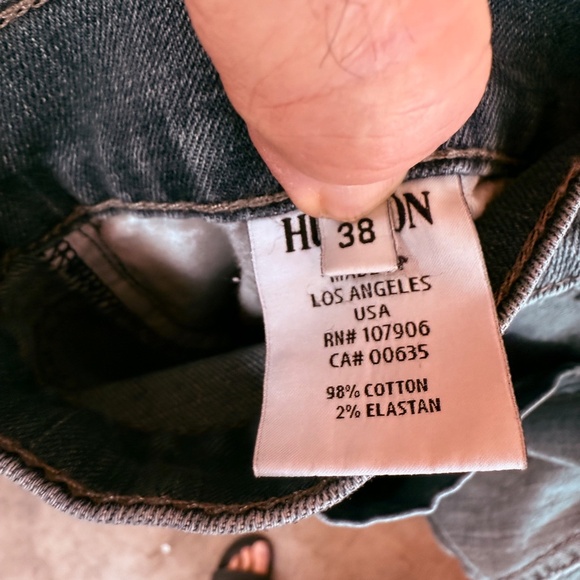 38
LOS ANGELES
USA
RN# 107906
CA# 00635
98% COTTON
2% ELASTAN